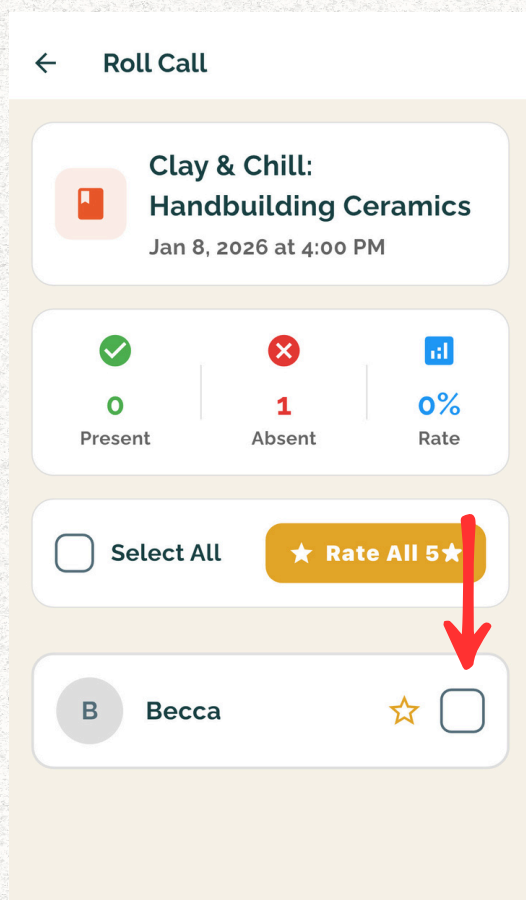 Roll Call
Clay & Chill:
Handbuilding Ceramics
Jan 8, 2026 at 4:00 PM
0 1 0%
Present Absent Rate
Select All ★ Rate All 5★
B Becca